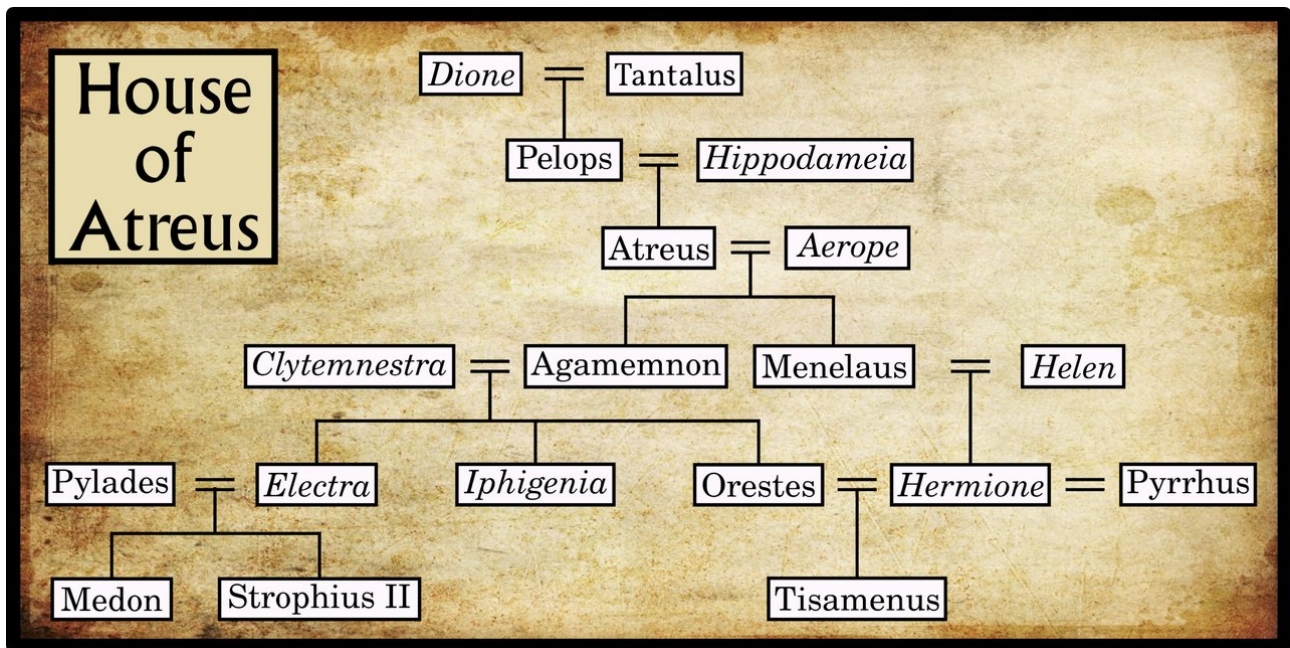 House
of
Atreus
Dione
Tantalus
Pelops
Hippodameia
Atreus
Aerope
Clytemnestra
Agamemnon
Menelaus
Helen
Pylades
Electra
Iphigenia
Orestes
Hermione
Pyrrhus
Medon
Strophius II
Tisamenus